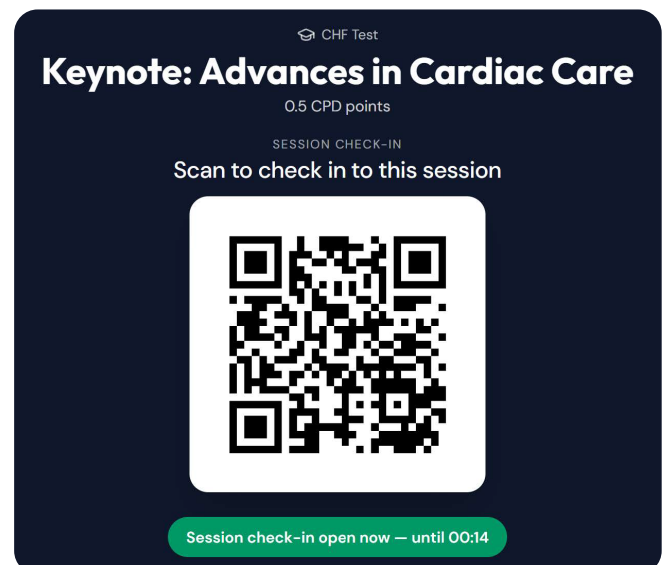 CHF Test
Keynote: Advances in Cardiac Care
0.5 CPD points
SESSION CHECK-IN
Scan to check in to this session
Session check-in open now — until 00:14